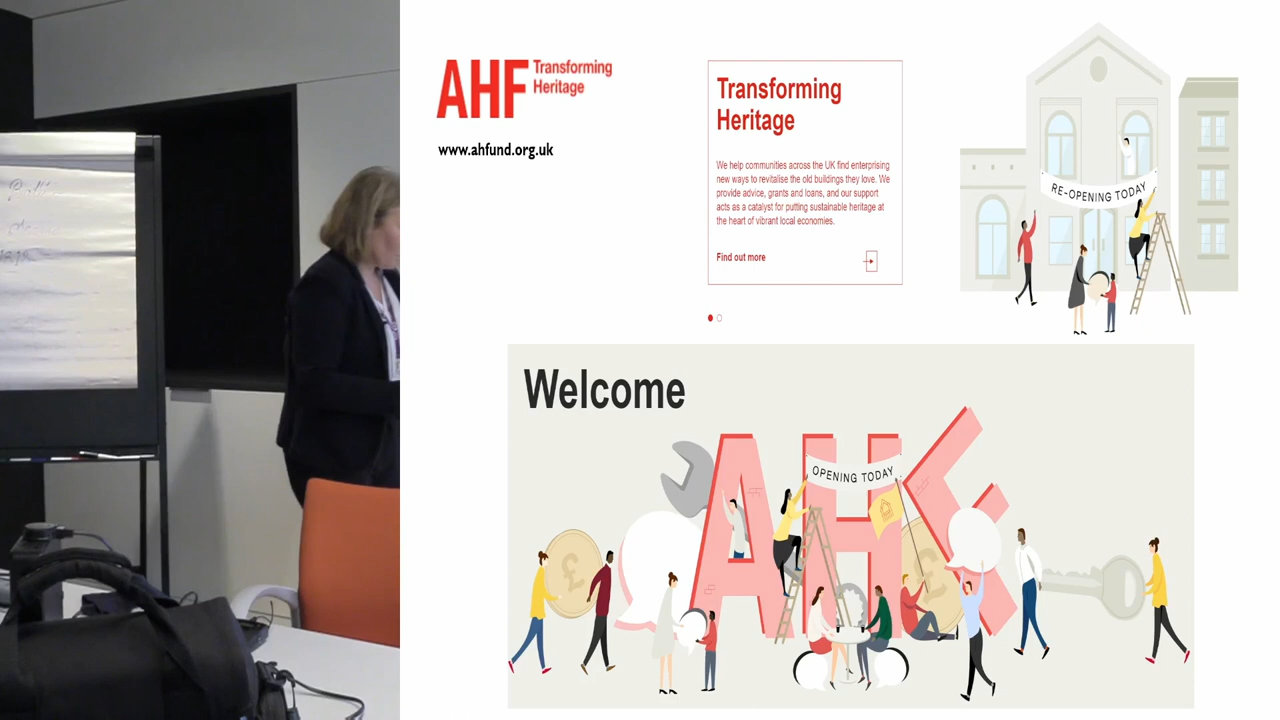 AHF Transforming
Heritage
www.ahfund.org.uk
Transforming
Heritage
We help communities across the UK find enterprising
new ways to revitalise the old buildings they love. We
provide advice, grants and loans, and our support
acts as a catalyst for putting sustainable heritage at
the heart of vibrant local economies.
Find out more
RE-OPENING TODAY
Welcome
AHF
OPENING TODAY
£
£